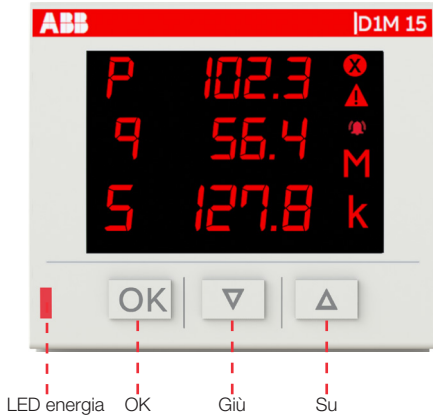 ABB D1M 15
P 102.3
q 56.4
M
S 127.8 k
OK
LED energia OK Giù Su